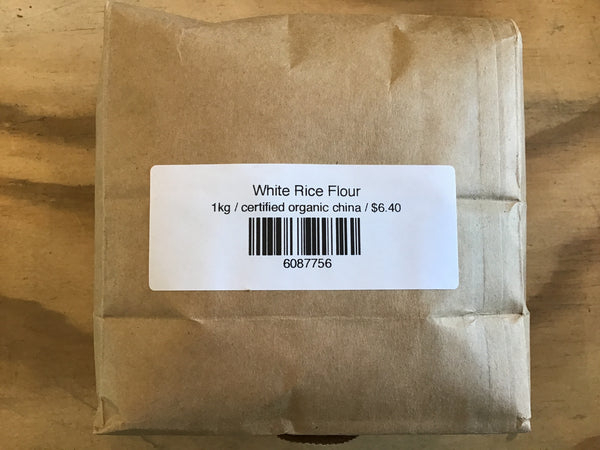 White Rice Flour
1kg / certified organic china / $6.40
6087756